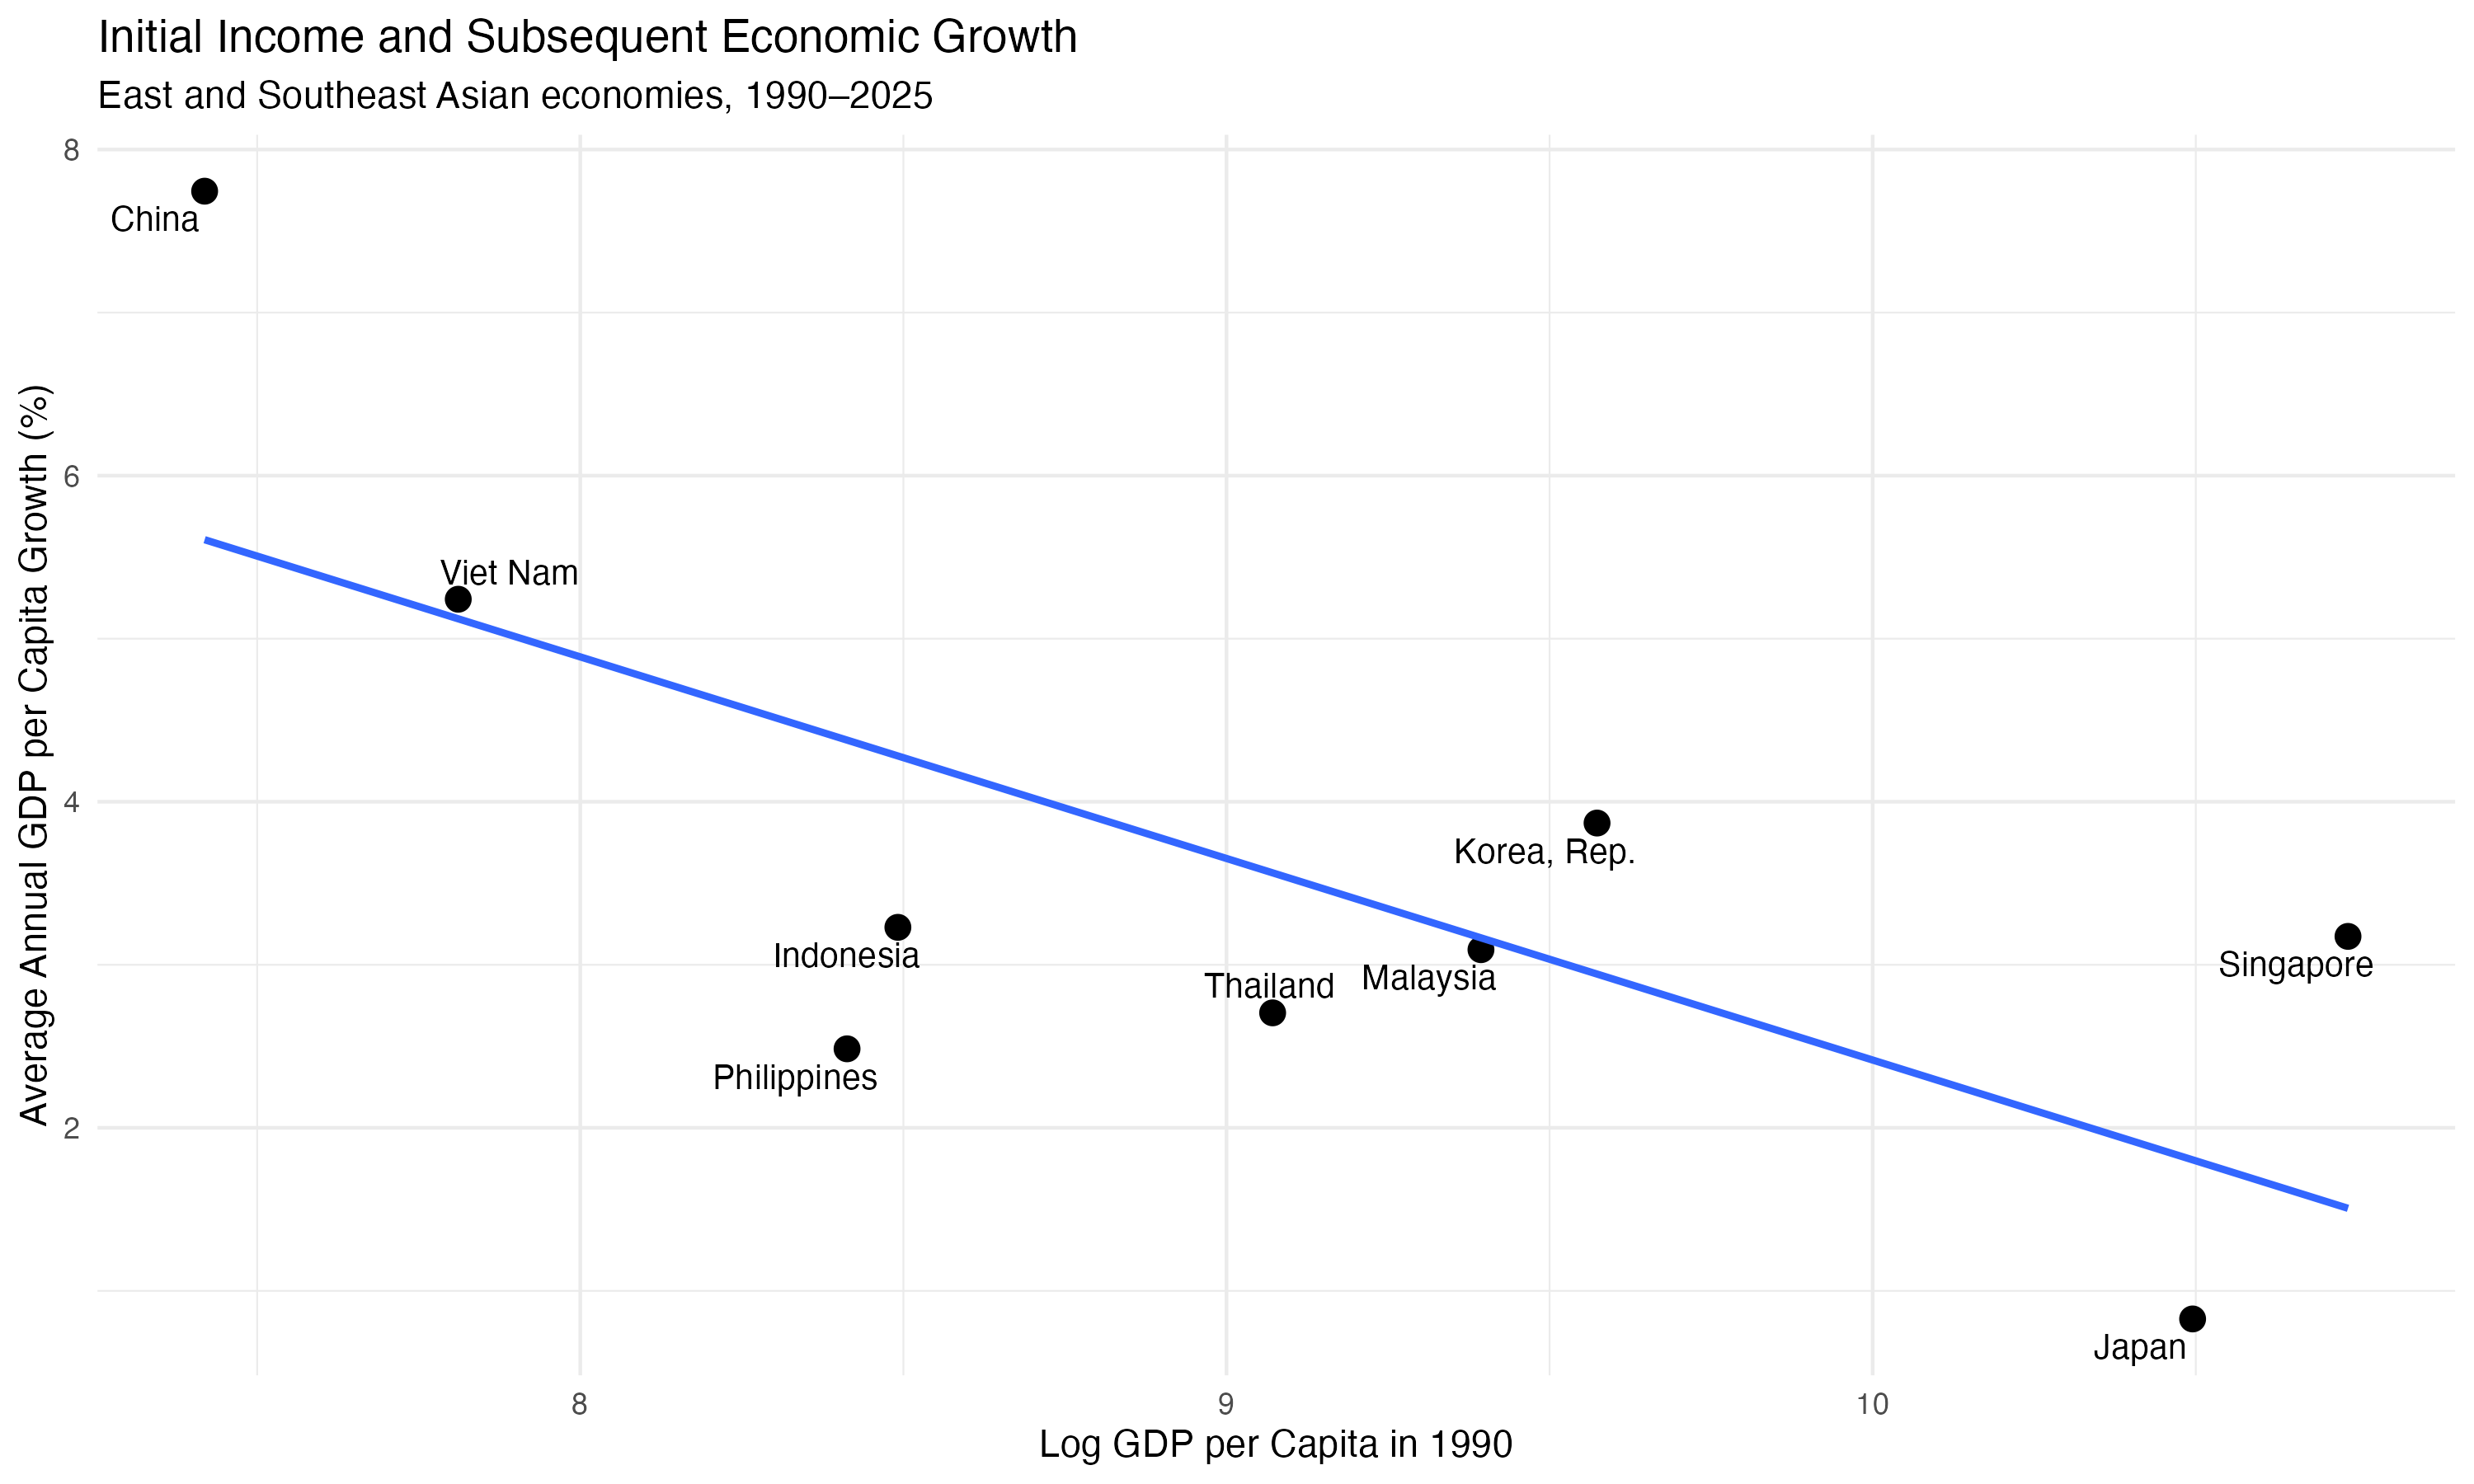 Initial Income and Subsequent Economic Growth
East and Southeast Asian economies, 1990–2025
Average Annual GDP per Capita Growth (%)
8
6
4
2
China
Viet Nam
Korea, Rep.
Indonesia
Singapore
Thailand
Malaysia
Philippines
Japan
8
9
10
Log GDP per Capita in 1990